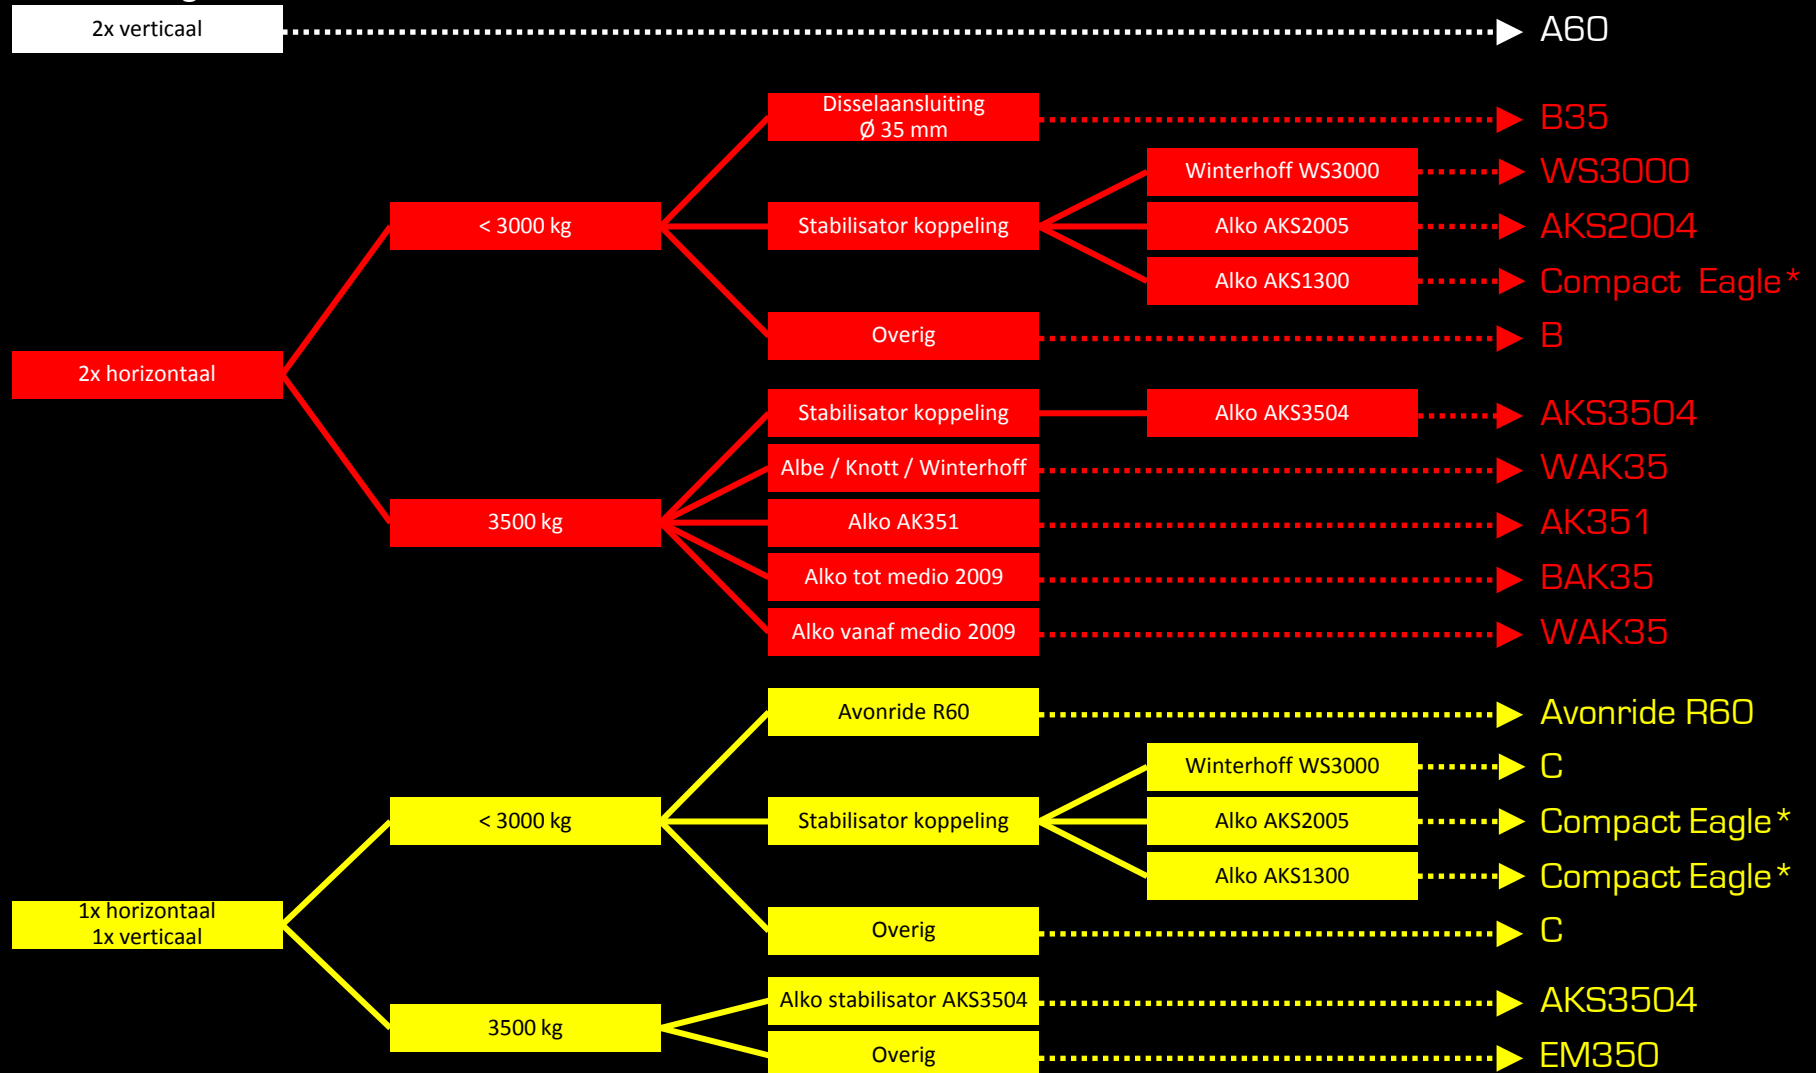 2x verticaal
A60
Disselaansluiting
Ø 35 mm
B35
Winterhoff WS3000
WS3000
< 3000 kg
Stabilisator koppeling
Alko AKS2005
AKS2004
Alko AKS1300
Compact Eagle*
Overig
B
2x horizontaal
Stabilisator koppeling
Alko AKS3504
AKS3504
Albe / Knott / Winterhoff
WAK35
3500 kg
Alko AK351
AK351
Alko tot medio 2009
BAK35
Alko vanaf medio 2009
WAK35
Avonride R60
Avonride R60
Winterhoff WS3000
C
< 3000 kg
Stabilisator koppeling
Alko AKS2005
Compact Eagle*
Alko AKS1300
Compact Eagle*
1x horizontaal
1x verticaal
Overig
C
Alko stabilisator AKS3504
AKS3504
3500 kg
Overig
EM350